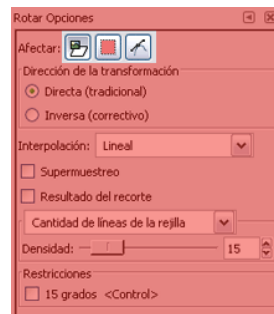 Rotar Opciones
Afectar:
Dirección de la transformación
Directa (tradicional)
Inversa (correctivo)
Interpolación: Lineal
Supermuestreo
Resultado del recorte
Cantidad de líneas de la rejilla
Densidad: 15
Restricciones
15 grados <Control>